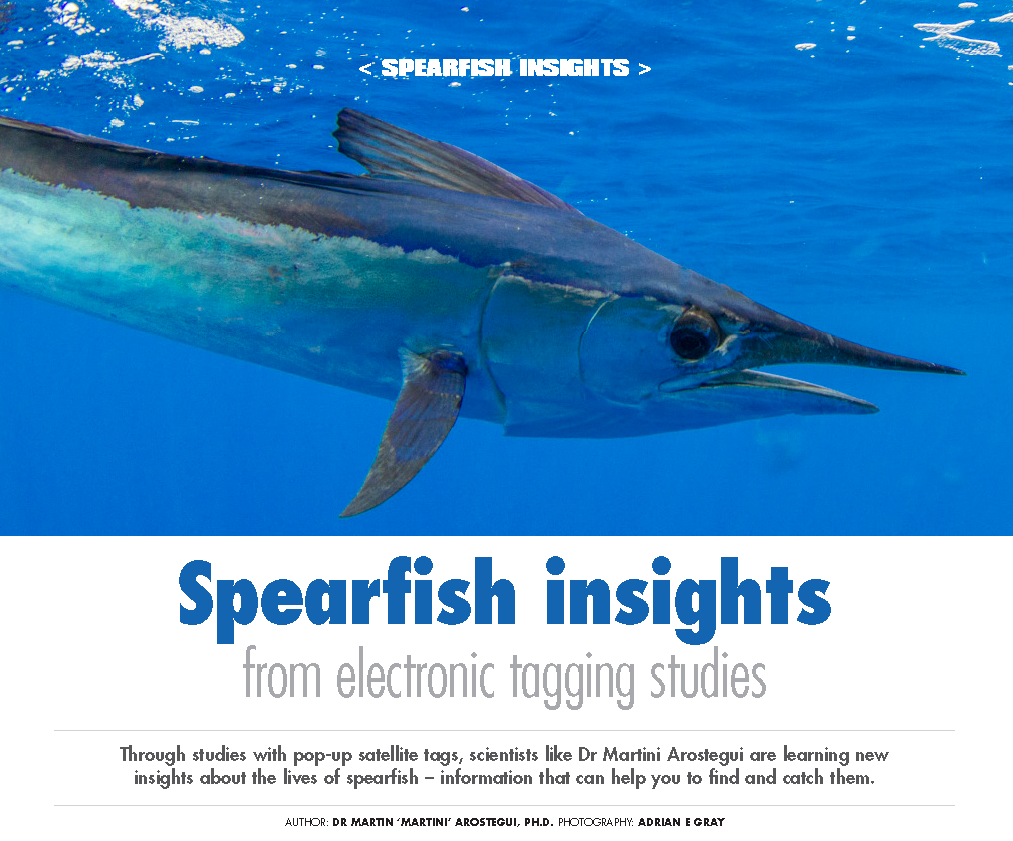 < SPEARFISH INSIGHTS >
Spearfish insights
from electronic tagging studies
Through studies with pop-up satellite tags, scientists like Dr Martini Arostegui are learning new
insights about the lives of spearfish – information that can help you to find and catch them.
AUTHOR: DR MARTIN ‘MARTINI’ AROSTEGUI, PH.D. PHOTOGRAPHY: ADRIAN E GRAY